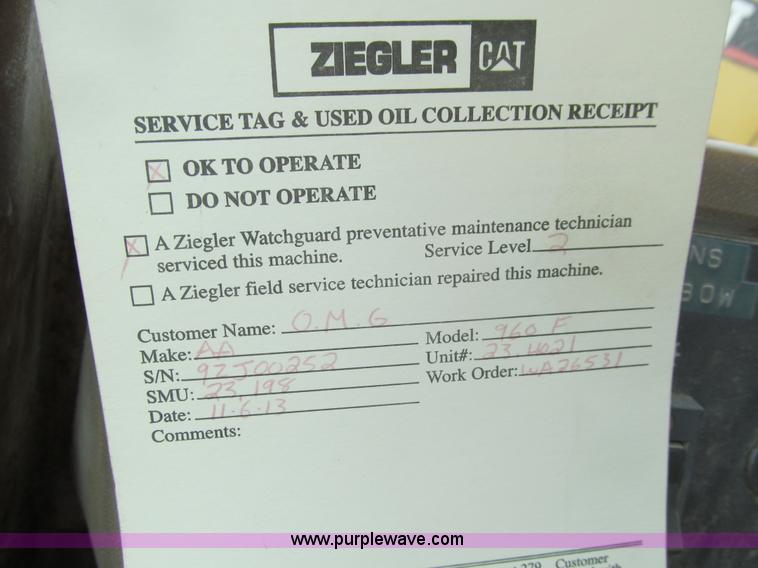 ZIEGLER CAT
SERVICE TAG & USED OIL COLLECTION RECEIPT
X OK TO OPERATE
DO NOT OPERATE
X A Ziegler Watchguard preventative maintenance technician
serviced this machine. Service Level 2
A Ziegler field service technician repaired this machine.
Customer Name: O.M.G
Make: AA Model: 960 F
S/N: 9ZJ00252 Unit#: 23.4021
SMU: 23,198 Work Order: WA26531
Date: 11-6-13
Comments:
NS
BOW
www.purplewave.com
279 Customer